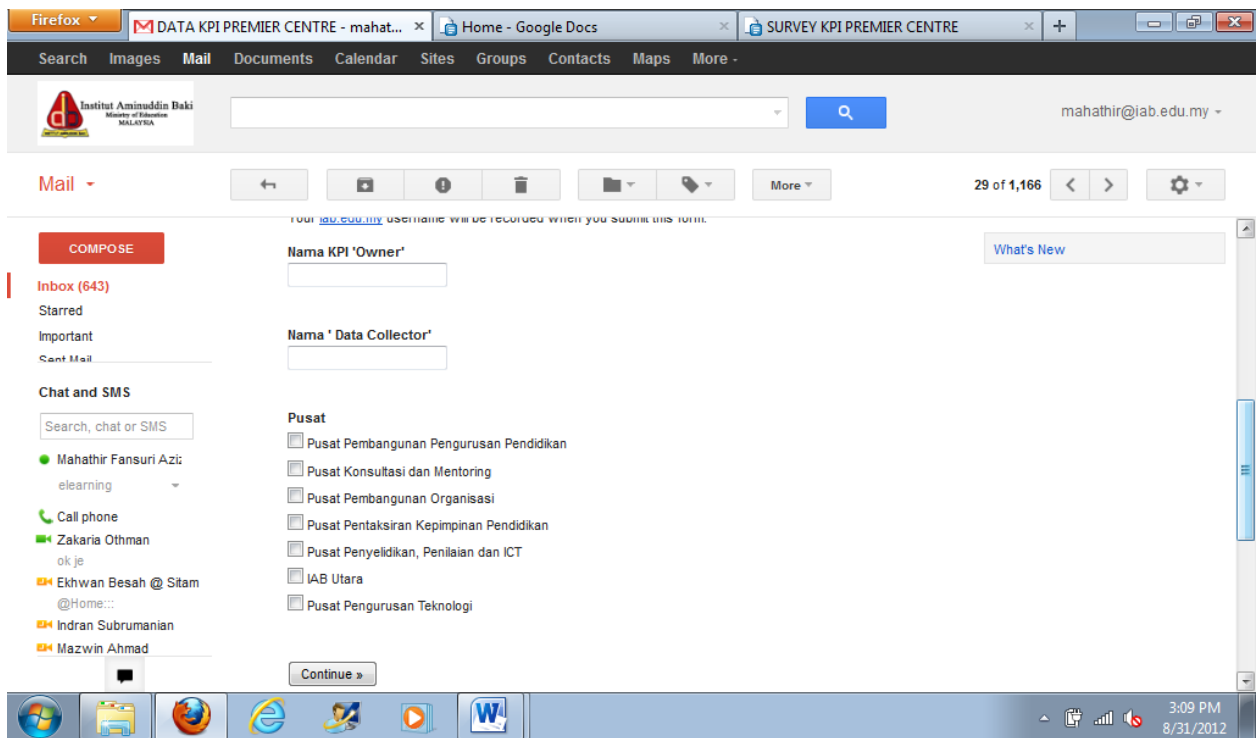 Firefox
DATA KPI PREMIER CENTRE - mahat...
Home - Google Docs
SURVEY KPI PREMIER CENTRE
Search Images Mail Documents Calendar Sites Groups Contacts Maps More
Institut Aminuddin Baki
Ministry of Education
MALAYSIA
mahathir@iab.edu.my
Mail
More
29 of 1,166
Your iab.edu.my username will be recorded when you submit this form.
COMPOSE
Inbox (643)
Starred
Important
Sent Mail
Chat and SMS
Search, chat or SMS
Mahathir Fansuri Aziz
elearning
Call phone
Zakaria Othman
ok je
Ekhwan Besah @ Sitam
@Home:::
Indran Subrumanian
Mazwin Ahmad
Nama KPI 'Owner'
Nama ' Data Collector'
Pusat
Pusat Pembangunan Pengurusan Pendidikan
Pusat Konsultasi dan Mentoring
Pusat Pembangunan Organisasi
Pusat Pentaksiran Kepimpinan Pendidikan
Pusat Penyelidikan, Penilaian dan ICT
IAB Utara
Pusat Pengurusan Teknologi
Continue »
What's New
3:09 PM
8/31/2012